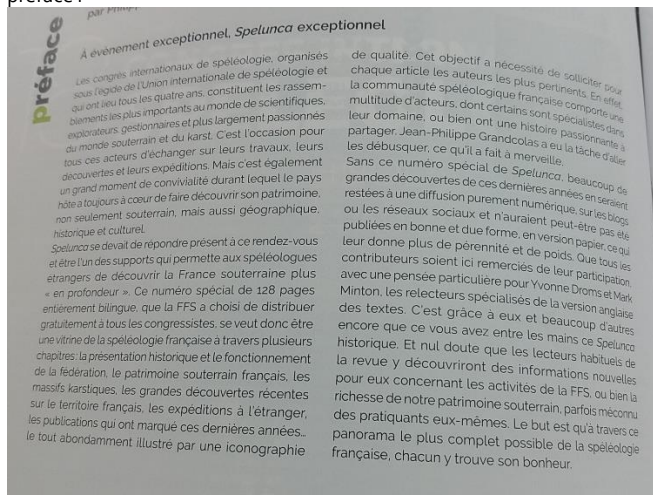 préface
par
À évènement exceptionnel, Spelunca exceptionnel
Les congrès internationaux de spéléologie, organisés
sous l'égide de l'Union internationale de spéléologie et
qui ont lieu tous les quatre ans, constituent les rassem-
blements les plus importants au monde de scientifiques,
explorateurs, gestionnaires et plus largement passionnés
du monde souterrain et du karst. C'est l'occasion pour
tous ces acteurs d'échanger sur leurs travaux, leurs
découvertes et leurs expéditions. Mais c'est également
un grand moment de convivialité durant lequel le pays
hôte a toujours à cœur de faire découvrir son patrimoine,
non seulement souterrain, mais aussi géographique,
historique et culturel.
Spelunca se devait de répondre présent à ce rendez-vous
et être l'un des supports qui permette aux spéléologues
étrangers de découvrir la France souterraine plus
« en profondeur ». Ce numéro spécial de 128 pages
entièrement bilingue, que la FFS a choisi de distribuer
gratuitement à tous les congressistes, se veut donc être
une vitrine de la spéléologie française à travers plusieurs
chapitres: la présentation historique et le fonctionnement
de la fédération, le patrimoine souterrain français, les
massifs karstiques, les grandes découvertes récentes
sur le territoire français, les expéditions à l'étranger,
les publications qui ont marqué ces dernières années...
le tout abondamment illustré par une iconographie
de qualité. Cet objectif a nécessité de solliciter pour
chaque article les auteurs les plus pertinents. En effet,
la communauté spéléologique française comporte une
multitude d'acteurs, dont certains sont spécialistes dans
leur domaine, ou bien ont une histoire passionnante à
partager. Jean-Philippe Grandcolas a eu la tâche d'aller
les débusquer, ce qu'il a fait à merveille.
Sans ce numéro spécial de Spelunca, beaucoup de
grandes découvertes de ces dernières années en seraient
restées à une diffusion purement numérique, sur les blogs
ou les réseaux sociaux et n'auraient peut-être pas été
publiées en bonne et due forme, en version papier, ce qui
leur donne plus de pérennité et de poids. Que tous les
contributeurs soient ici remerciés de leur participation,
avec une pensée particulière pour Yvonne Droms et Mark
Minton, les relecteurs spécialisés de la version anglaise
des textes. C'est grâce à eux et beaucoup d'autres
encore que ce vous avez entre les mains ce Spelunca
historique. Et nul doute que les lecteurs habituels de
la revue y découvriront des informations nouvelles
pour eux concernant les activités de la FFS, ou bien la
richesse de notre patrimoine souterrain, parfois méconnu
des pratiquants eux-mêmes. Le but est qu'à travers ce
panorama le plus complet possible de la spéléologie
française, chacun y trouve son bonheur.